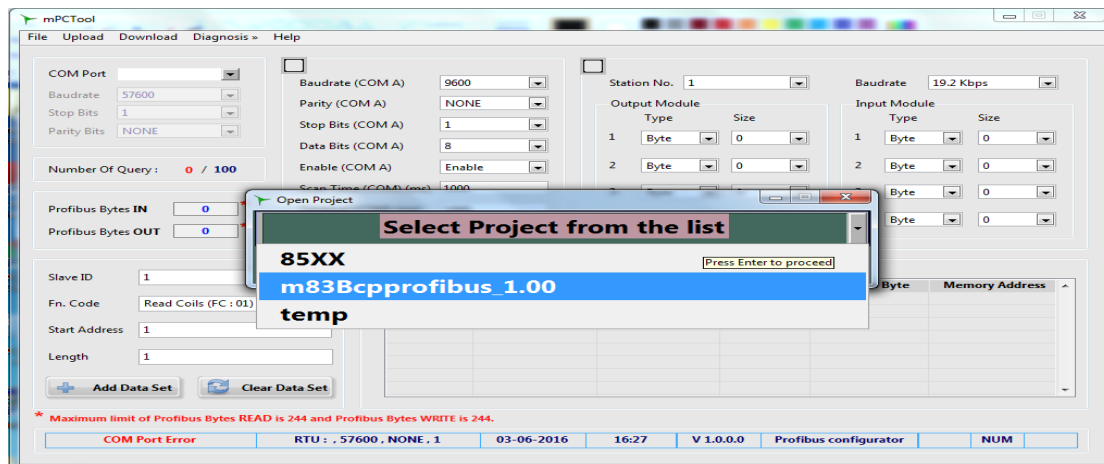 mPCTool
File Upload Download Diagnosis » Help
COM Port
Baudrate 57600
Stop Bits 1
Parity Bits NONE
Number Of Query : 0 / 100
Profibus Bytes IN 0 *
Profibus Bytes OUT 0 *
Baudrate (COM A) 9600
Parity (COM A) NONE
Stop Bits (COM A) 1
Data Bits (COM A) 8
Enable (COM A) Enable
Scan Time (COM) (ms) 1000
Station No. 1 Baudrate 19.2 Kbps
Output Module
Type Size
1 Byte 0
2 Byte 0
Input Module
Type Size
1 Byte 0
2 Byte 0
Byte 0
Byte 0
Open Project
Select Project from the list
85XX
Press Enter to proceed
m83Bcpprofibus_1.00
temp
Slave ID 1
Fn. Code Read Coils (FC : 01)
Start Address 1
Length 1
Add Data Set Clear Data Set
Byte Memory Address
* Maximum limit of Profibus Bytes READ is 244 and Profibus Bytes WRITE is 244.
COM Port Error RTU : , 57600 , NONE , 1 03-06-2016 16:27 V 1.0.0.0 Profibus configurator NUM